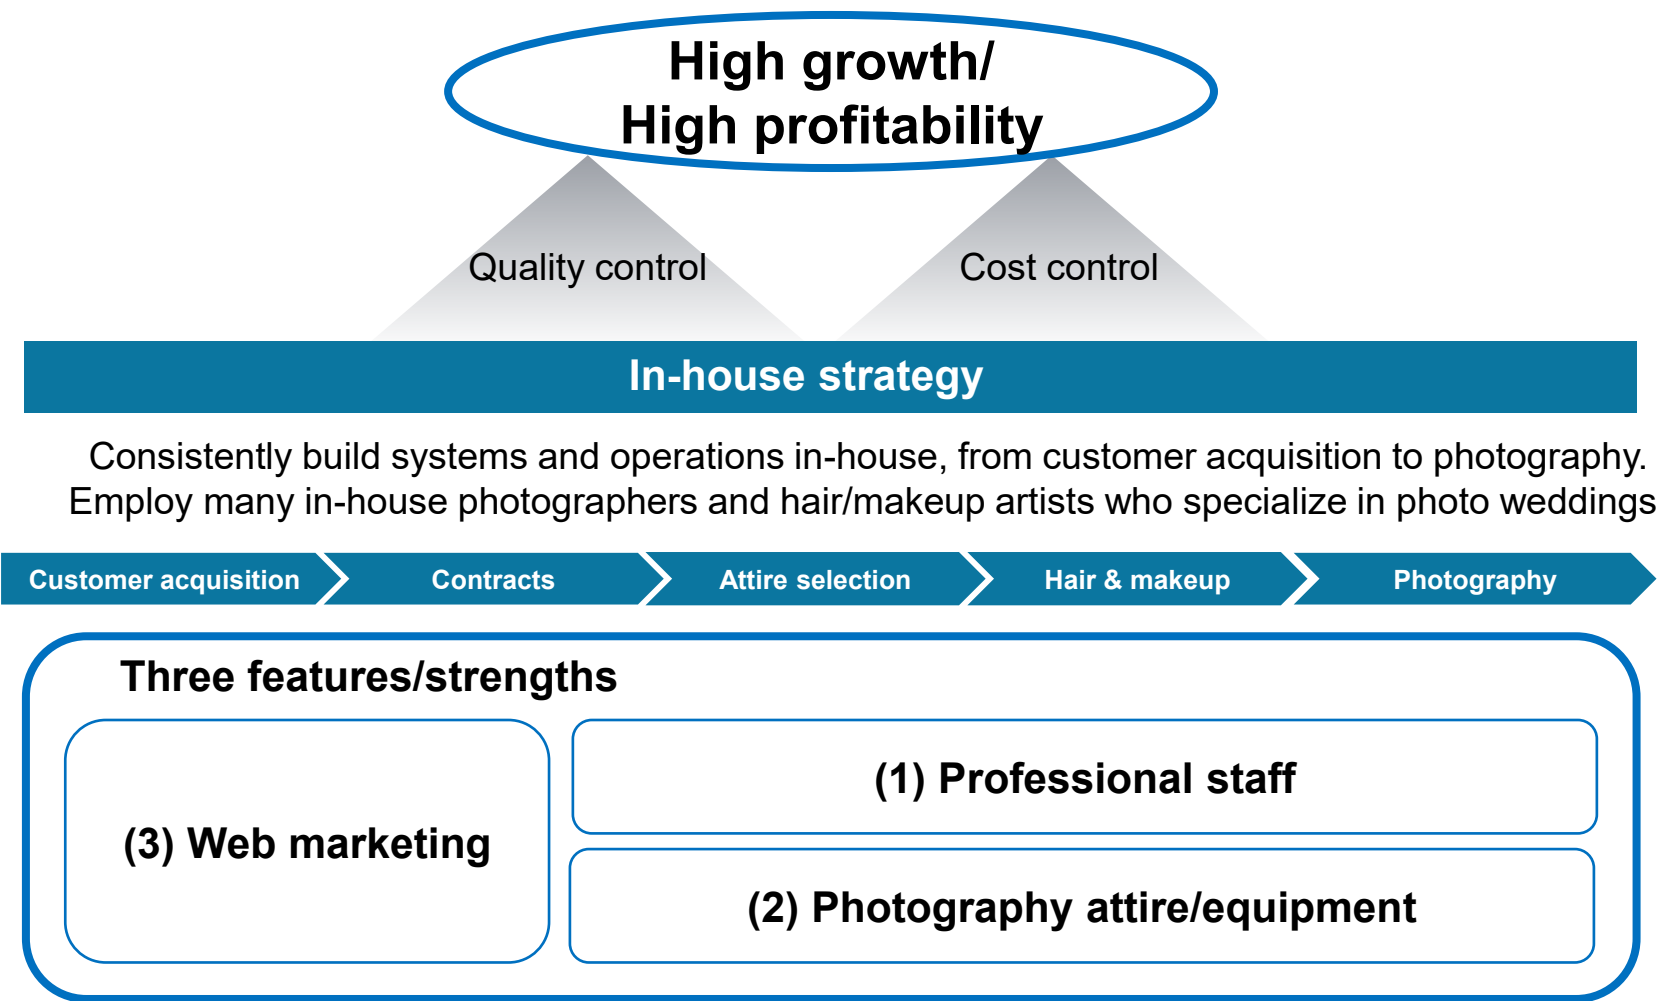 High growth/
High profitability
Quality control
Cost control
In-house strategy
Consistently build systems and operations in-house, from customer acquisition to photography.
Employ many in-house photographers and hair/makeup artists who specialize in photo weddings
Customer acquisition
Contracts
Attire selection
Hair & makeup
Photography
Three features/strengths
(1) Professional staff
(3) Web marketing
(2) Photography attire/equipment